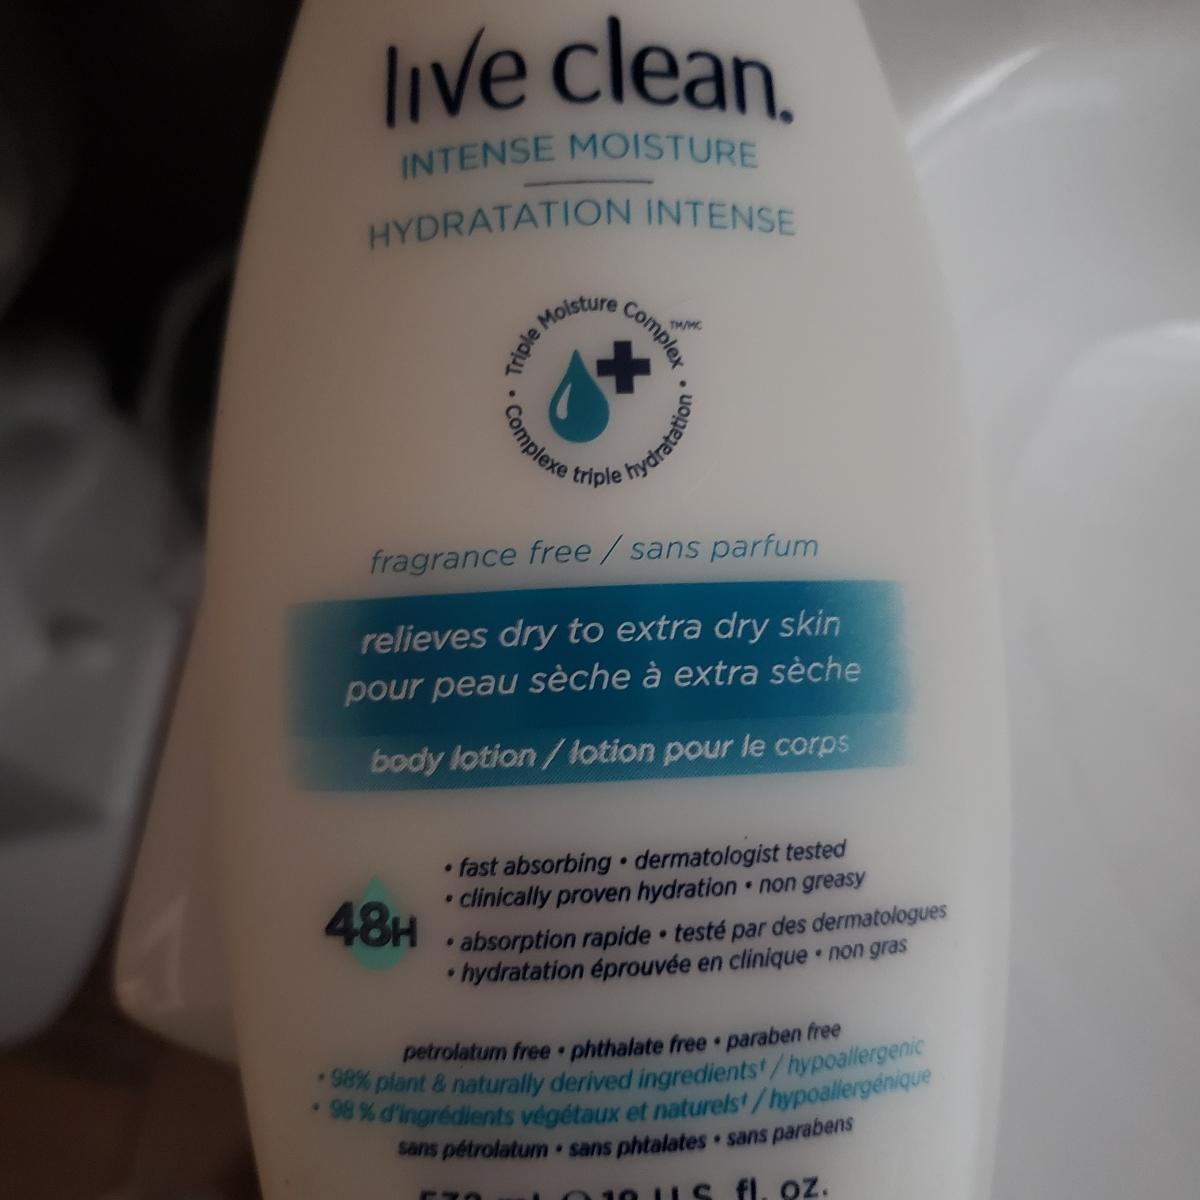 live clean.
INTENSE MOISTURE
HYDRATATION INTENSE
Triple Moisture Complex TM/MC
• Complexe triple hydratation •
fragrance free / sans parfum
relieves dry to extra dry skin
pour peau sèche à extra sèche
body lotion / lotion pour le corps
48H
• fast absorbing • dermatologist tested
• clinically proven hydration • non greasy
• absorption rapide • testé par des dermatologues
• hydratation éprouvée en clinique • non gras
petrolatum free • phthalate free • paraben free
• 98% plant & naturally derived ingredients† / hypoallergenic
• 98 % d'ingrédients végétaux et naturels† / hypoallergénique
sans pétrolatum • sans phtalates • sans parabens
U.S. fl. oz.